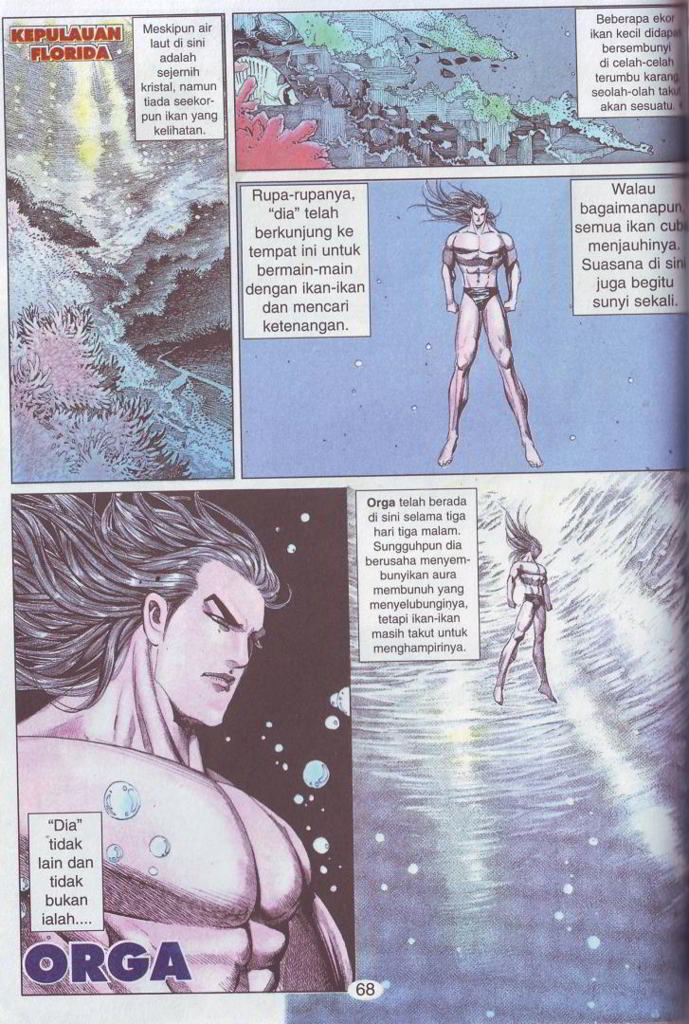 KEPULAUAN
FLORIDA
Meskipun air
laut di sini
adalah
sejernih
kristal, namun
tiada seekor-
pun ikan yang
kelihatan.
Beberapa ekor
ikan kecil didapati
bersembunyi
di celah-celah
terumbu karang,
seolah-olah takut
akan sesuatu.
Rupa-rupanya,
“dia” telah
berkunjung ke
tempat ini untuk
bermain-main
dengan ikan-ikan
dan mencari
ketenangan.
Walau
bagaimanapun,
semua ikan cuba
menjauhinya.
Suasana di sini
juga begitu
sunyi sekali.
“Dia”
tidak
lain dan
tidak
bukan
ialah....
ORGA
Orga telah berada
di sini selama tiga
hari tiga malam.
Sungguhpun dia
berusaha menyem-
bunyikan aura
membunuh yang
menyelubunginya,
tetapi ikan-ikan
masih takut untuk
menghampirinya.
68